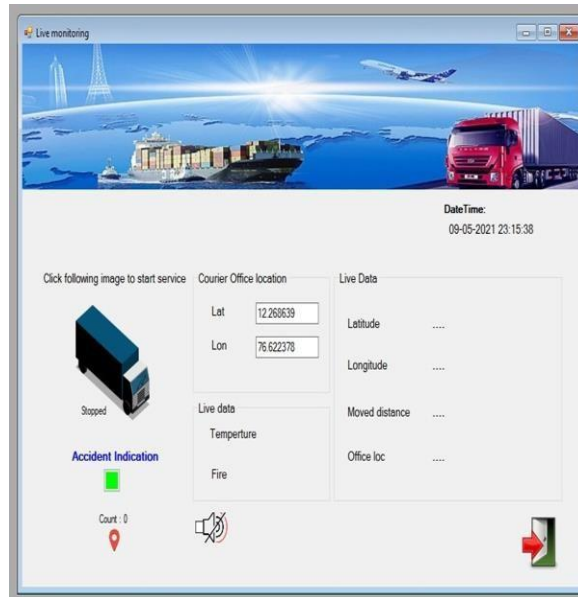 Live monitoring
DateTime:
09-05-2021 23:15:38
Click following image to start service
Stopped
Accident Indication
Count : 0
Courier Office location
Lat 12.268639
Lon 76.622378
Live data
Temperture
Fire
Live Data
Latitude ....
Longitude ....
Moved distance ....
Office loc ....